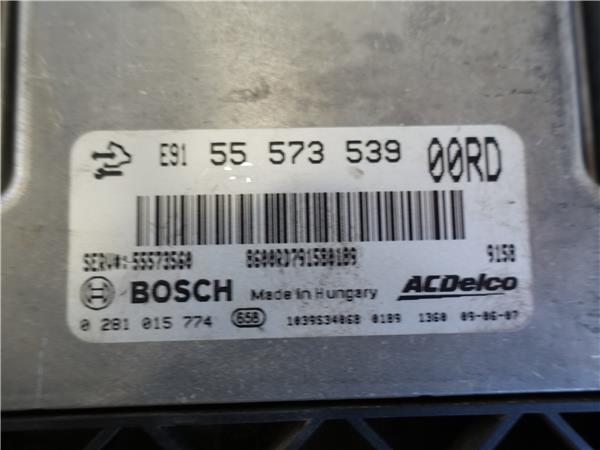 E91 55 573 539 00RD
SERV#:55573560 8600RD791580189 9158
BOSCH Made in Hungary ACDelco
0 281 015 774 658 1039S34068 0189 1360 09-06-07